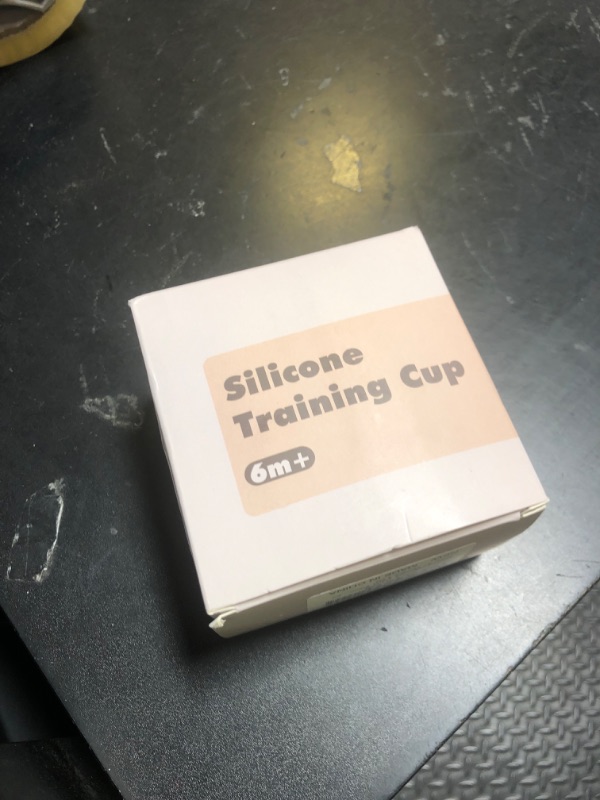 Silicone
Training Cup
6m+